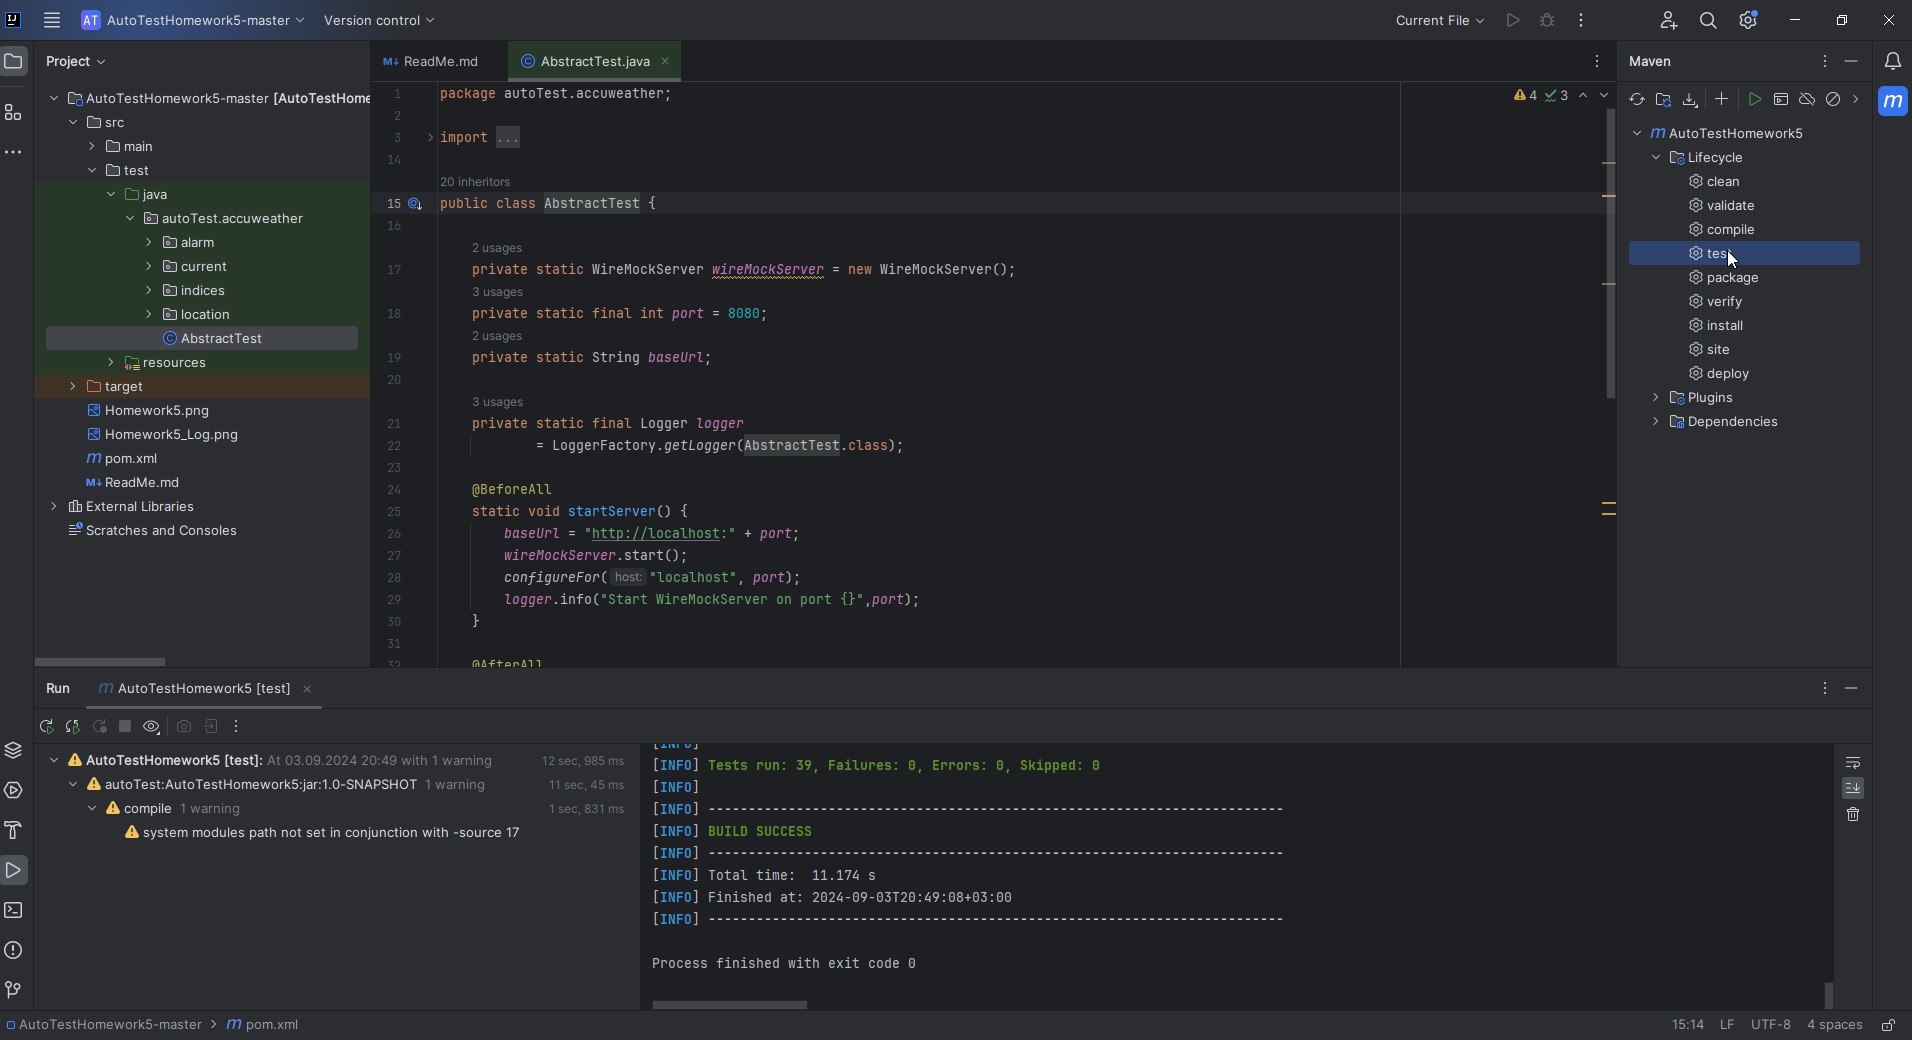 AT AutoTestHomework5-master
Version control
Current File
Project
ReadMe.md
AbstractTest.java
Maven
AutoTestHomework5-master [AutoTestHome
src
main
test
java
autoTest.accuweather
alarm
current
indices
location
AbstractTest
resources
target
Homework5.png
Homework5_Log.png
m pom.xml
M↓ ReadMe.md
External Libraries
Scratches and Consoles
4 3
1 package autoTest.accuweather;
2
3 import ...
14
20 inheritors
15 public class AbstractTest {
16
2 usages
17 private static WireMockServer wireMockServer = new WireMockServer();
3 usages
18 private static final int port = 8080;
2 usages
19 private static String baseUrl;
20
3 usages
21 private static final Logger logger
22 = LoggerFactory.getLogger(AbstractTest.class);
23
24 @BeforeAll
25 static void startServer() {
26 baseUrl = "http://localhost:" + port;
27 wireMockServer.start();
28 configureFor( host: "localhost", port);
29 logger.info("Start WireMockServer on port {}",port);
30 }
31
32 @AfterAll
m AutoTestHomework5
Lifecycle
clean
validate
compile
test
package
verify
install
site
deploy
Plugins
Dependencies
Run
m AutoTestHomework5 [test]
AutoTestHomework5 [test]: At 03.09.2024 20:49 with 1 warning 12 sec, 985 ms
autoTest:AutoTestHomework5:jar:1.0-SNAPSHOT 1 warning 11 sec, 45 ms
compile 1 warning 1 sec, 831 ms
system modules path not set in conjunction with -source 17
[INFO]
[INFO] Tests run: 39, Failures: 0, Errors: 0, Skipped: 0
[INFO]
[INFO] ------------------------------------------------------------------------
[INFO] BUILD SUCCESS
[INFO] ------------------------------------------------------------------------
[INFO] Total time:  11.174 s
[INFO] Finished at: 2024-09-03T20:49:08+03:00
[INFO] ------------------------------------------------------------------------
Process finished with exit code 0
AutoTestHomework5-master > m pom.xml
15:14 LF UTF-8 4 spaces